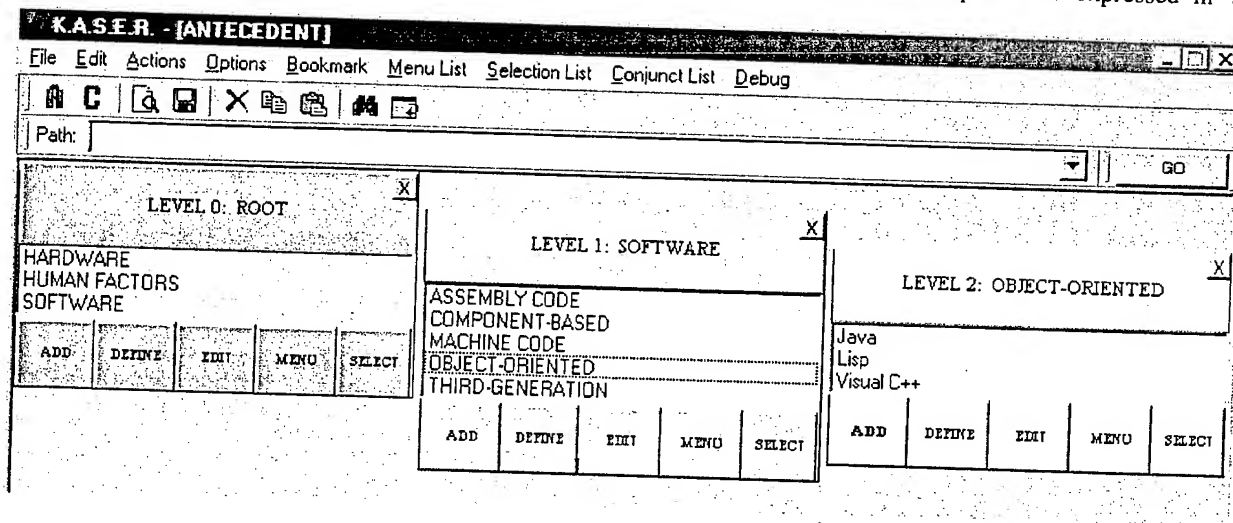 expressed in
K.A.S.E.R. - [ANTECEDENT]
File Edit Actions Options Bookmark Menu List Selection List Conjunct List Debug
Path:
GO
LEVEL 0: ROOT
X
HARDWARE
HUMAN FACTORS
SOFTWARE
ADD DEFINE EDIT MENU SELECT
LEVEL 1: SOFTWARE
X
ASSEMBLY CODE
COMPONENT-BASED
MACHINE CODE
OBJECT-ORIENTED
THIRD-GENERATION
ADD DEFINE EDIT MENU SELECT
LEVEL 2: OBJECT-ORIENTED
X
Java
Lisp
Visual C++
ADD DEFINE EDIT MENU SELECT